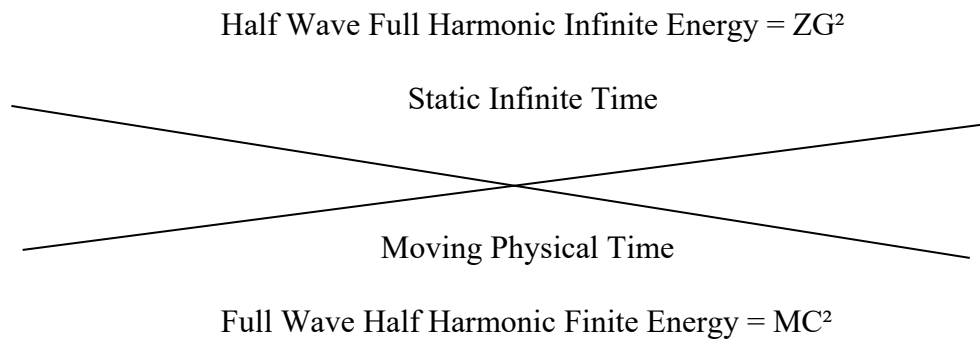 Half Wave Full Harmonic Infinite Energy = ZG²
Static Infinite Time
Moving Physical Time
Full Wave Half Harmonic Finite Energy = MC²